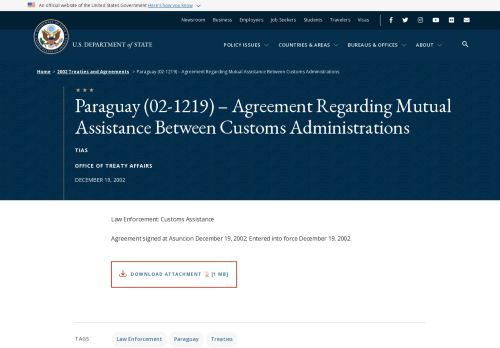 An official website of the United States Government Here's how you know
Newsroom Business Employees Job Seekers Students Travelers Visas
U.S. DEPARTMENT of STATE
POLICY ISSUES COUNTRIES & AREAS BUREAUS & OFFICES ABOUT
Home > 2002 Treaties and Agreements > Paraguay (02-1219) – Agreement Regarding Mutual Assistance Between Customs Administrations
Paraguay (02-1219) – Agreement Regarding Mutual
Assistance Between Customs Administrations
TIAS
OFFICE OF TREATY AFFAIRS
DECEMBER 19, 2002
Law Enforcement: Customs Assistance
Agreement signed at Asuncion December 19, 2002; Entered into force December 19, 2002.
DOWNLOAD ATTACHMENT [1 MB]
TAGS Law Enforcement Paraguay Treaties